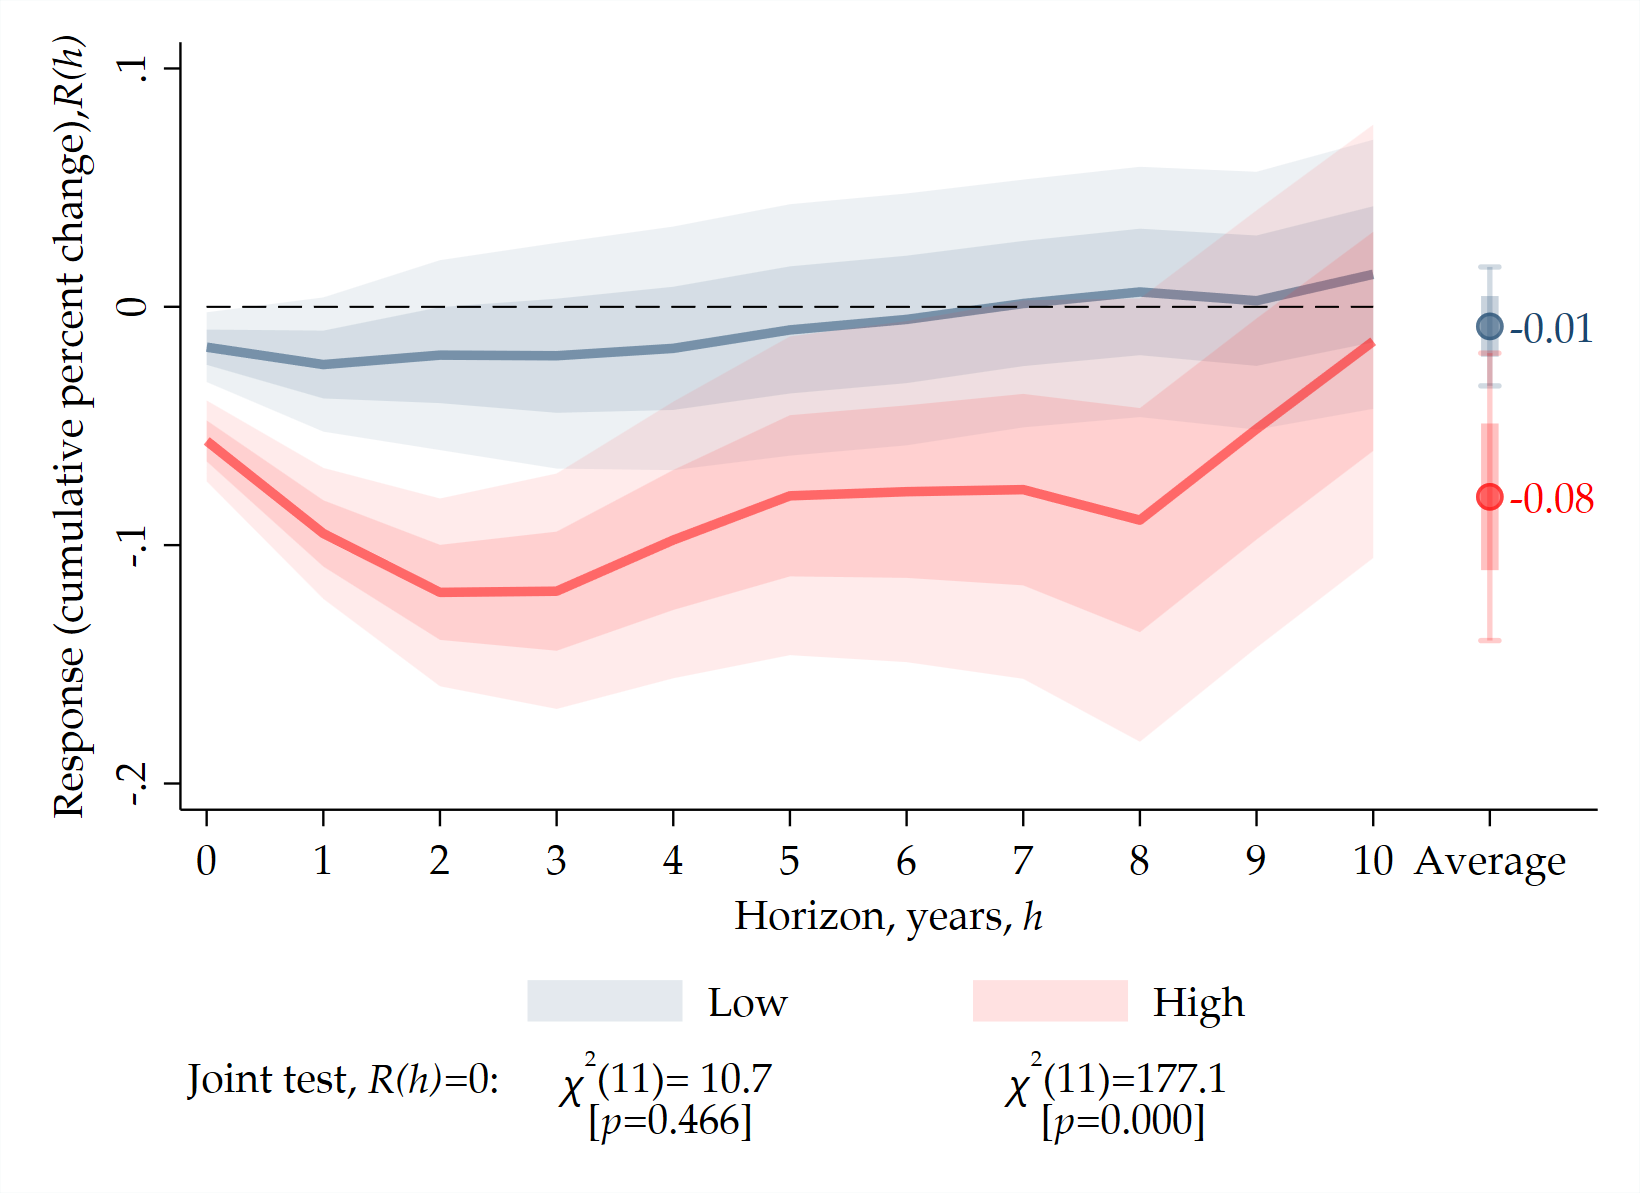 Response (cumulative percent change),R(h)
.1
0
-.1
-.2
-0.01
-0.08
0 1 2 3 4 5 6 7 8 9 10 Average
Horizon, years, h
Low High
Joint test, R(h)=0: χ²(11)= 10.7 χ²(11)=177.1
[p=0.466] [p=0.000]